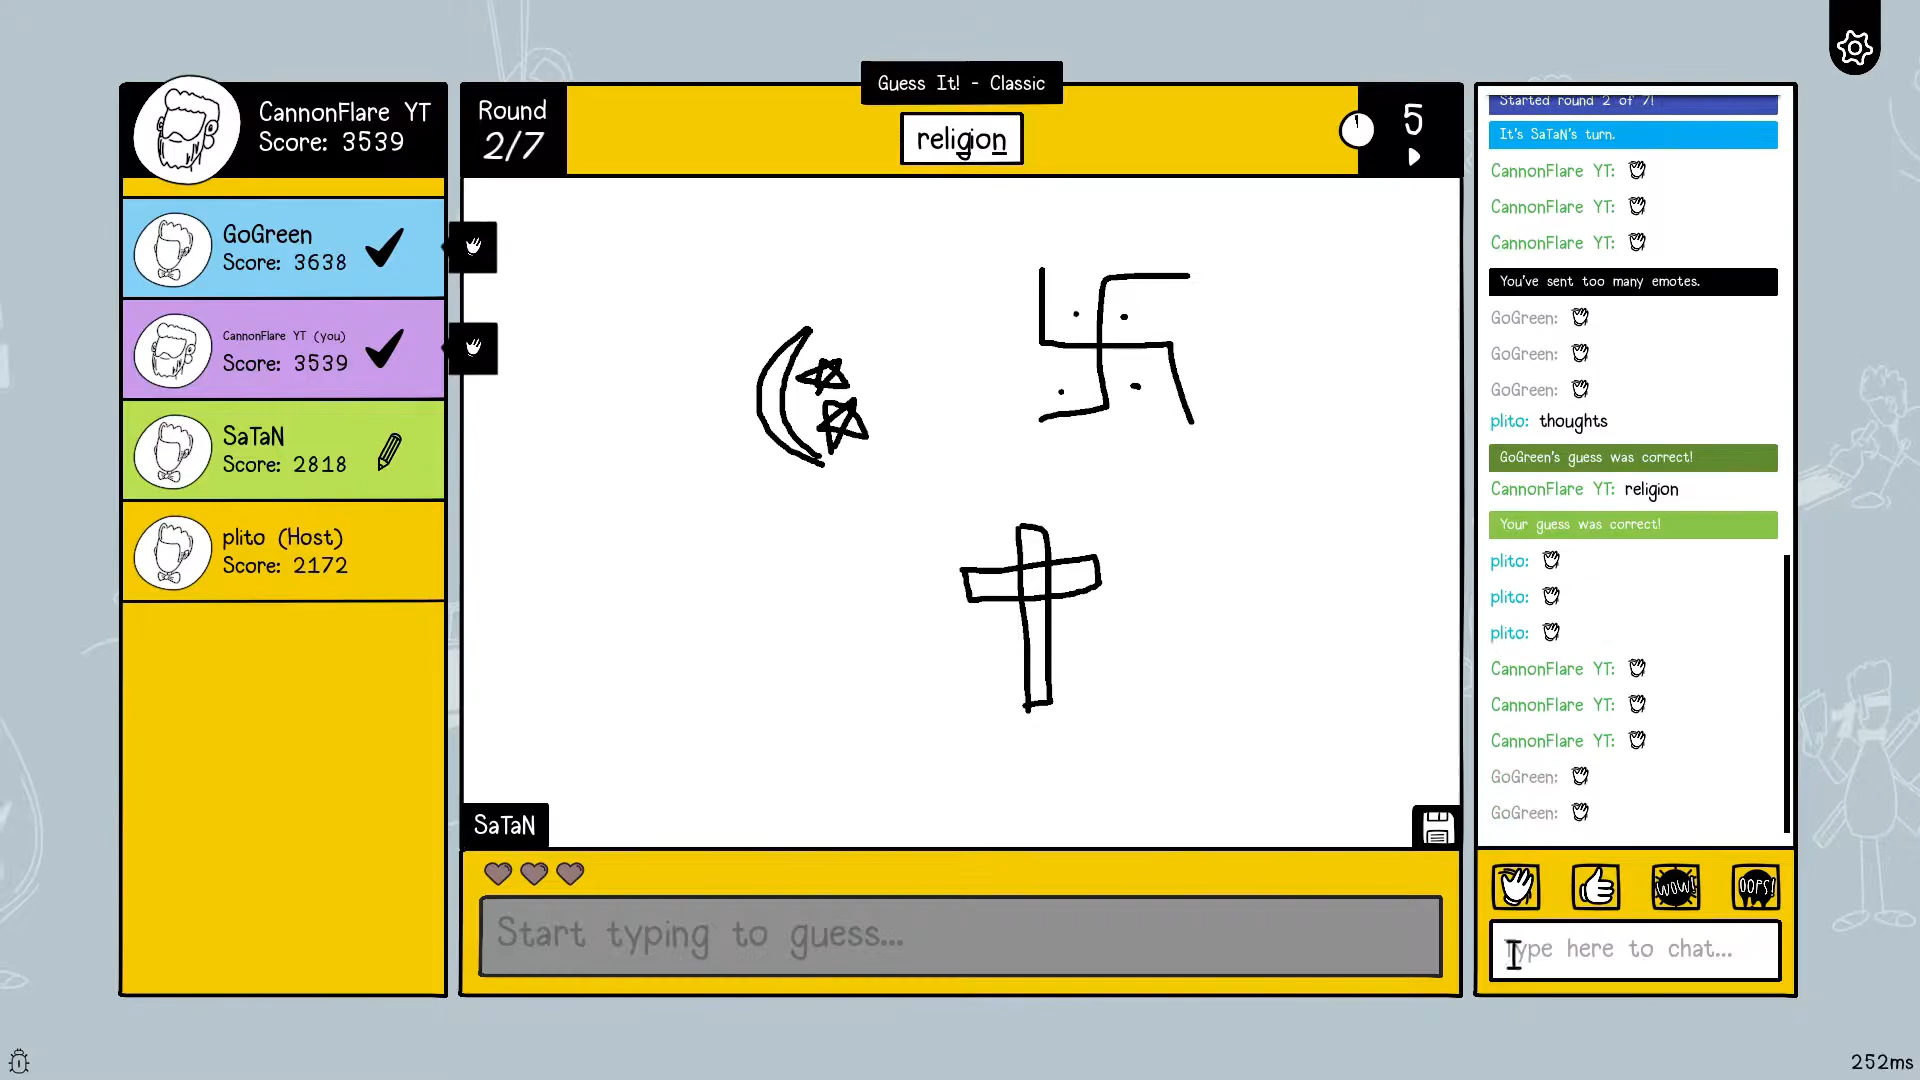 CannonFlare YT
Score: 3539
GoGreen
Score: 3638
CannonFlare YT (you)
Score: 3539
SaTaN
Score: 2818
plito (Host)
Score: 2172
Guess It! - Classic
Round
2/7
religion
5
SaTaN
Start typing to guess...
Started round 2 of 7!
It's SaTaN's turn.
CannonFlare YT:
CannonFlare YT:
CannonFlare YT:
You've sent too many emotes.
GoGreen:
GoGreen:
GoGreen:
plito: thoughts
GoGreen's guess was correct!
CannonFlare YT: religion
Your guess was correct!
plito:
plito:
plito:
CannonFlare YT:
CannonFlare YT:
CannonFlare YT:
GoGreen:
GoGreen:
WOW! OOPS!
Type here to chat...
252ms